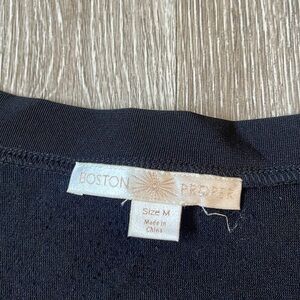 BOSTON PROPER
Size M
Made in
China